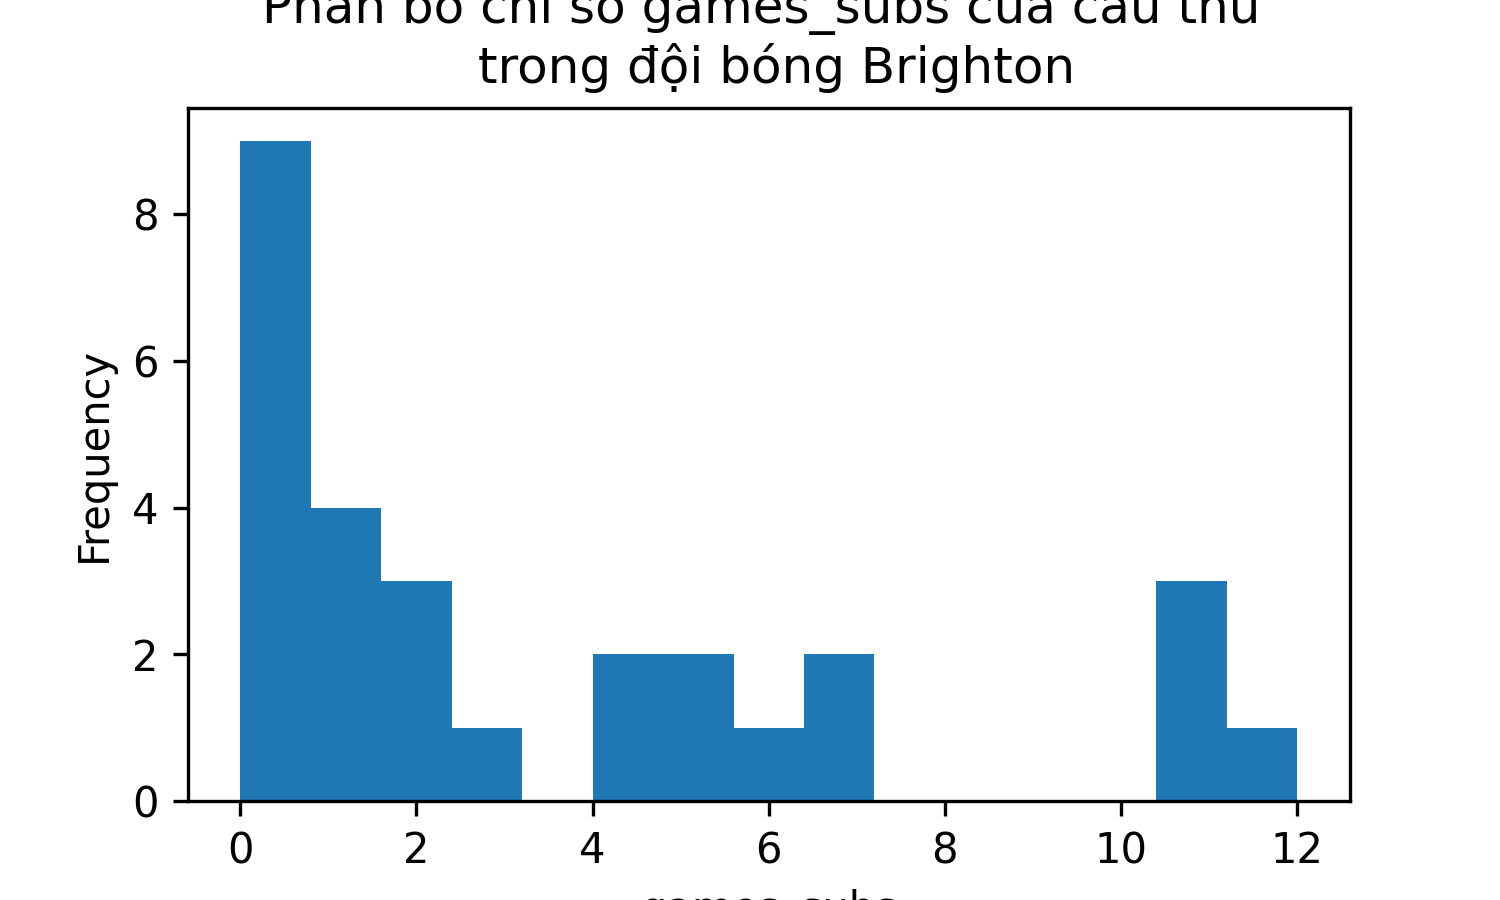 Phân bố chỉ số games_subs của cầu thủ
trong đội bóng Brighton
Frequency
8
6
4
2
0
0 2 4 6 8 10 12
games_subs